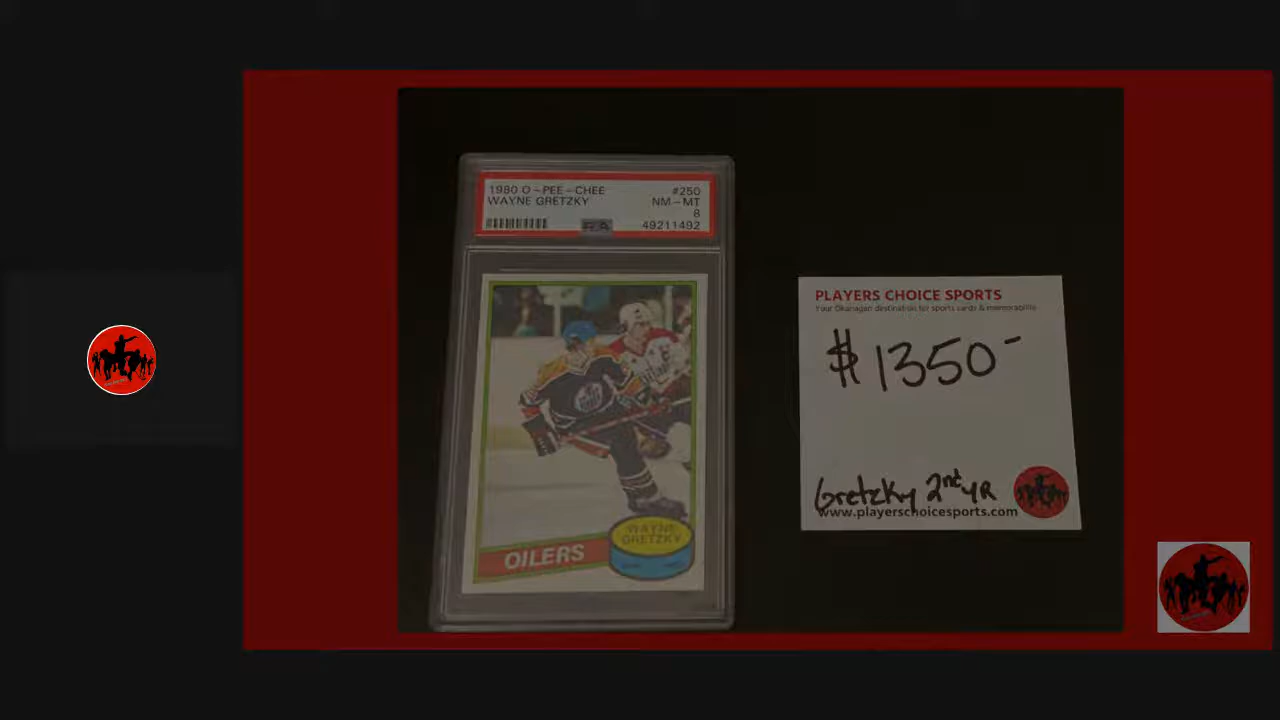 1980 O-PEE-CHEE #250
WAYNE GRETZKY NM-MT
8
PSA 49211492
OILERS
WAYNE
GRETZKY
PLAYERS CHOICE SPORTS
Your Okanagan destination for sports cards & memorabilia
$1350-
Gretzky 2nd YR
www.playerschoicesports.com